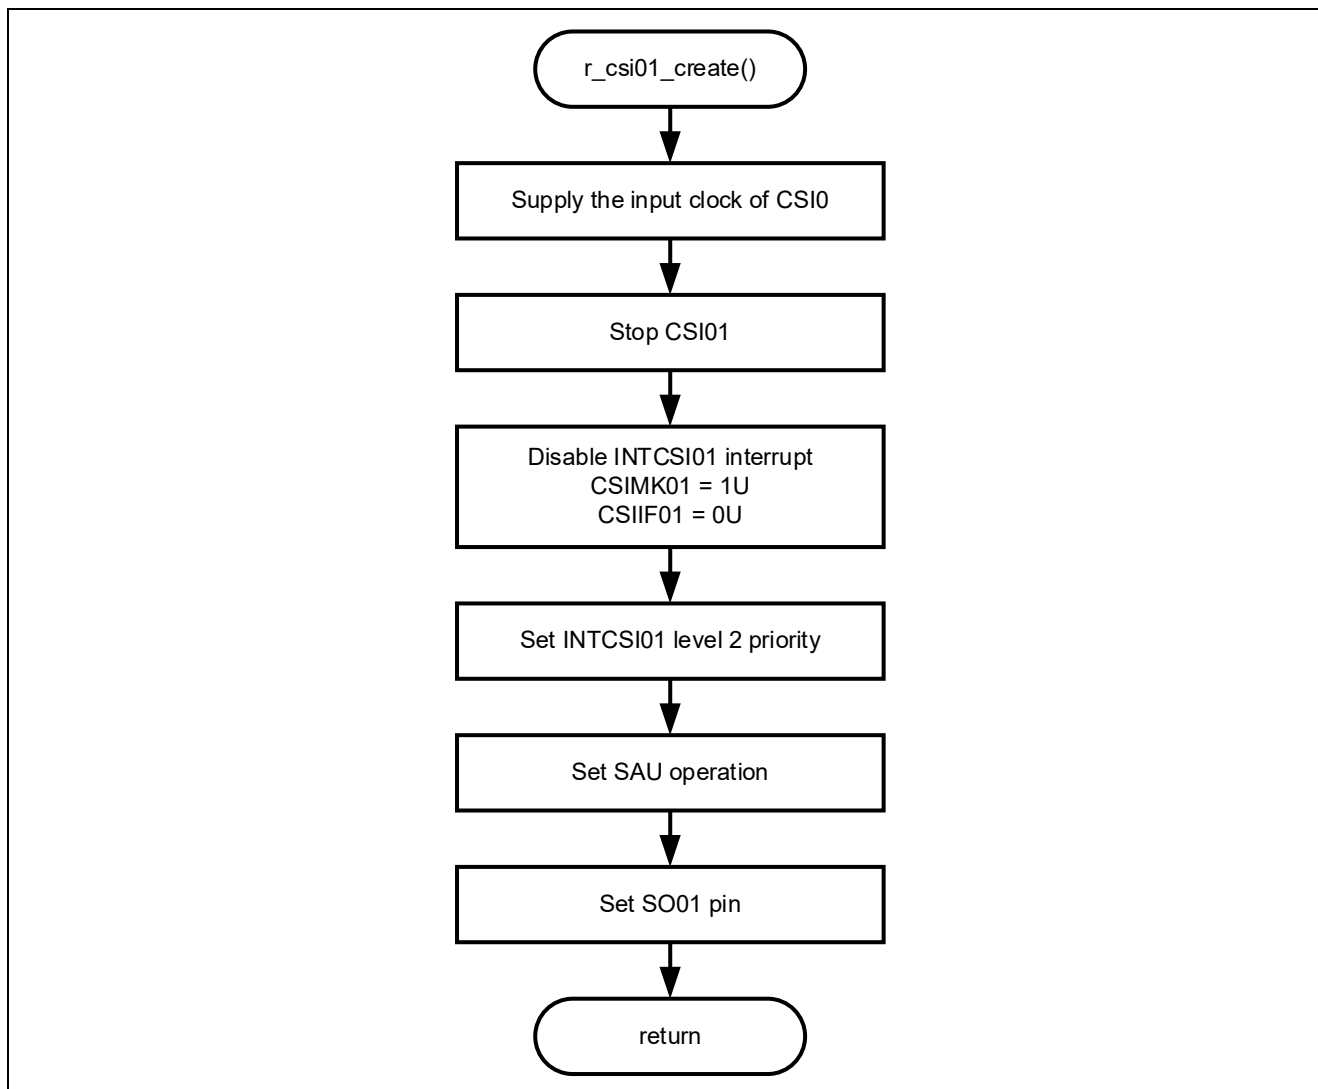 r_csi01_create()
Supply the input clock of CSI0
Stop CSI01
Disable INTCSI01 interrupt
CSIMK01 = 1U
CSIIF01 = 0U
Set INTCSI01 level 2 priority
Set SAU operation
Set SO01 pin
return